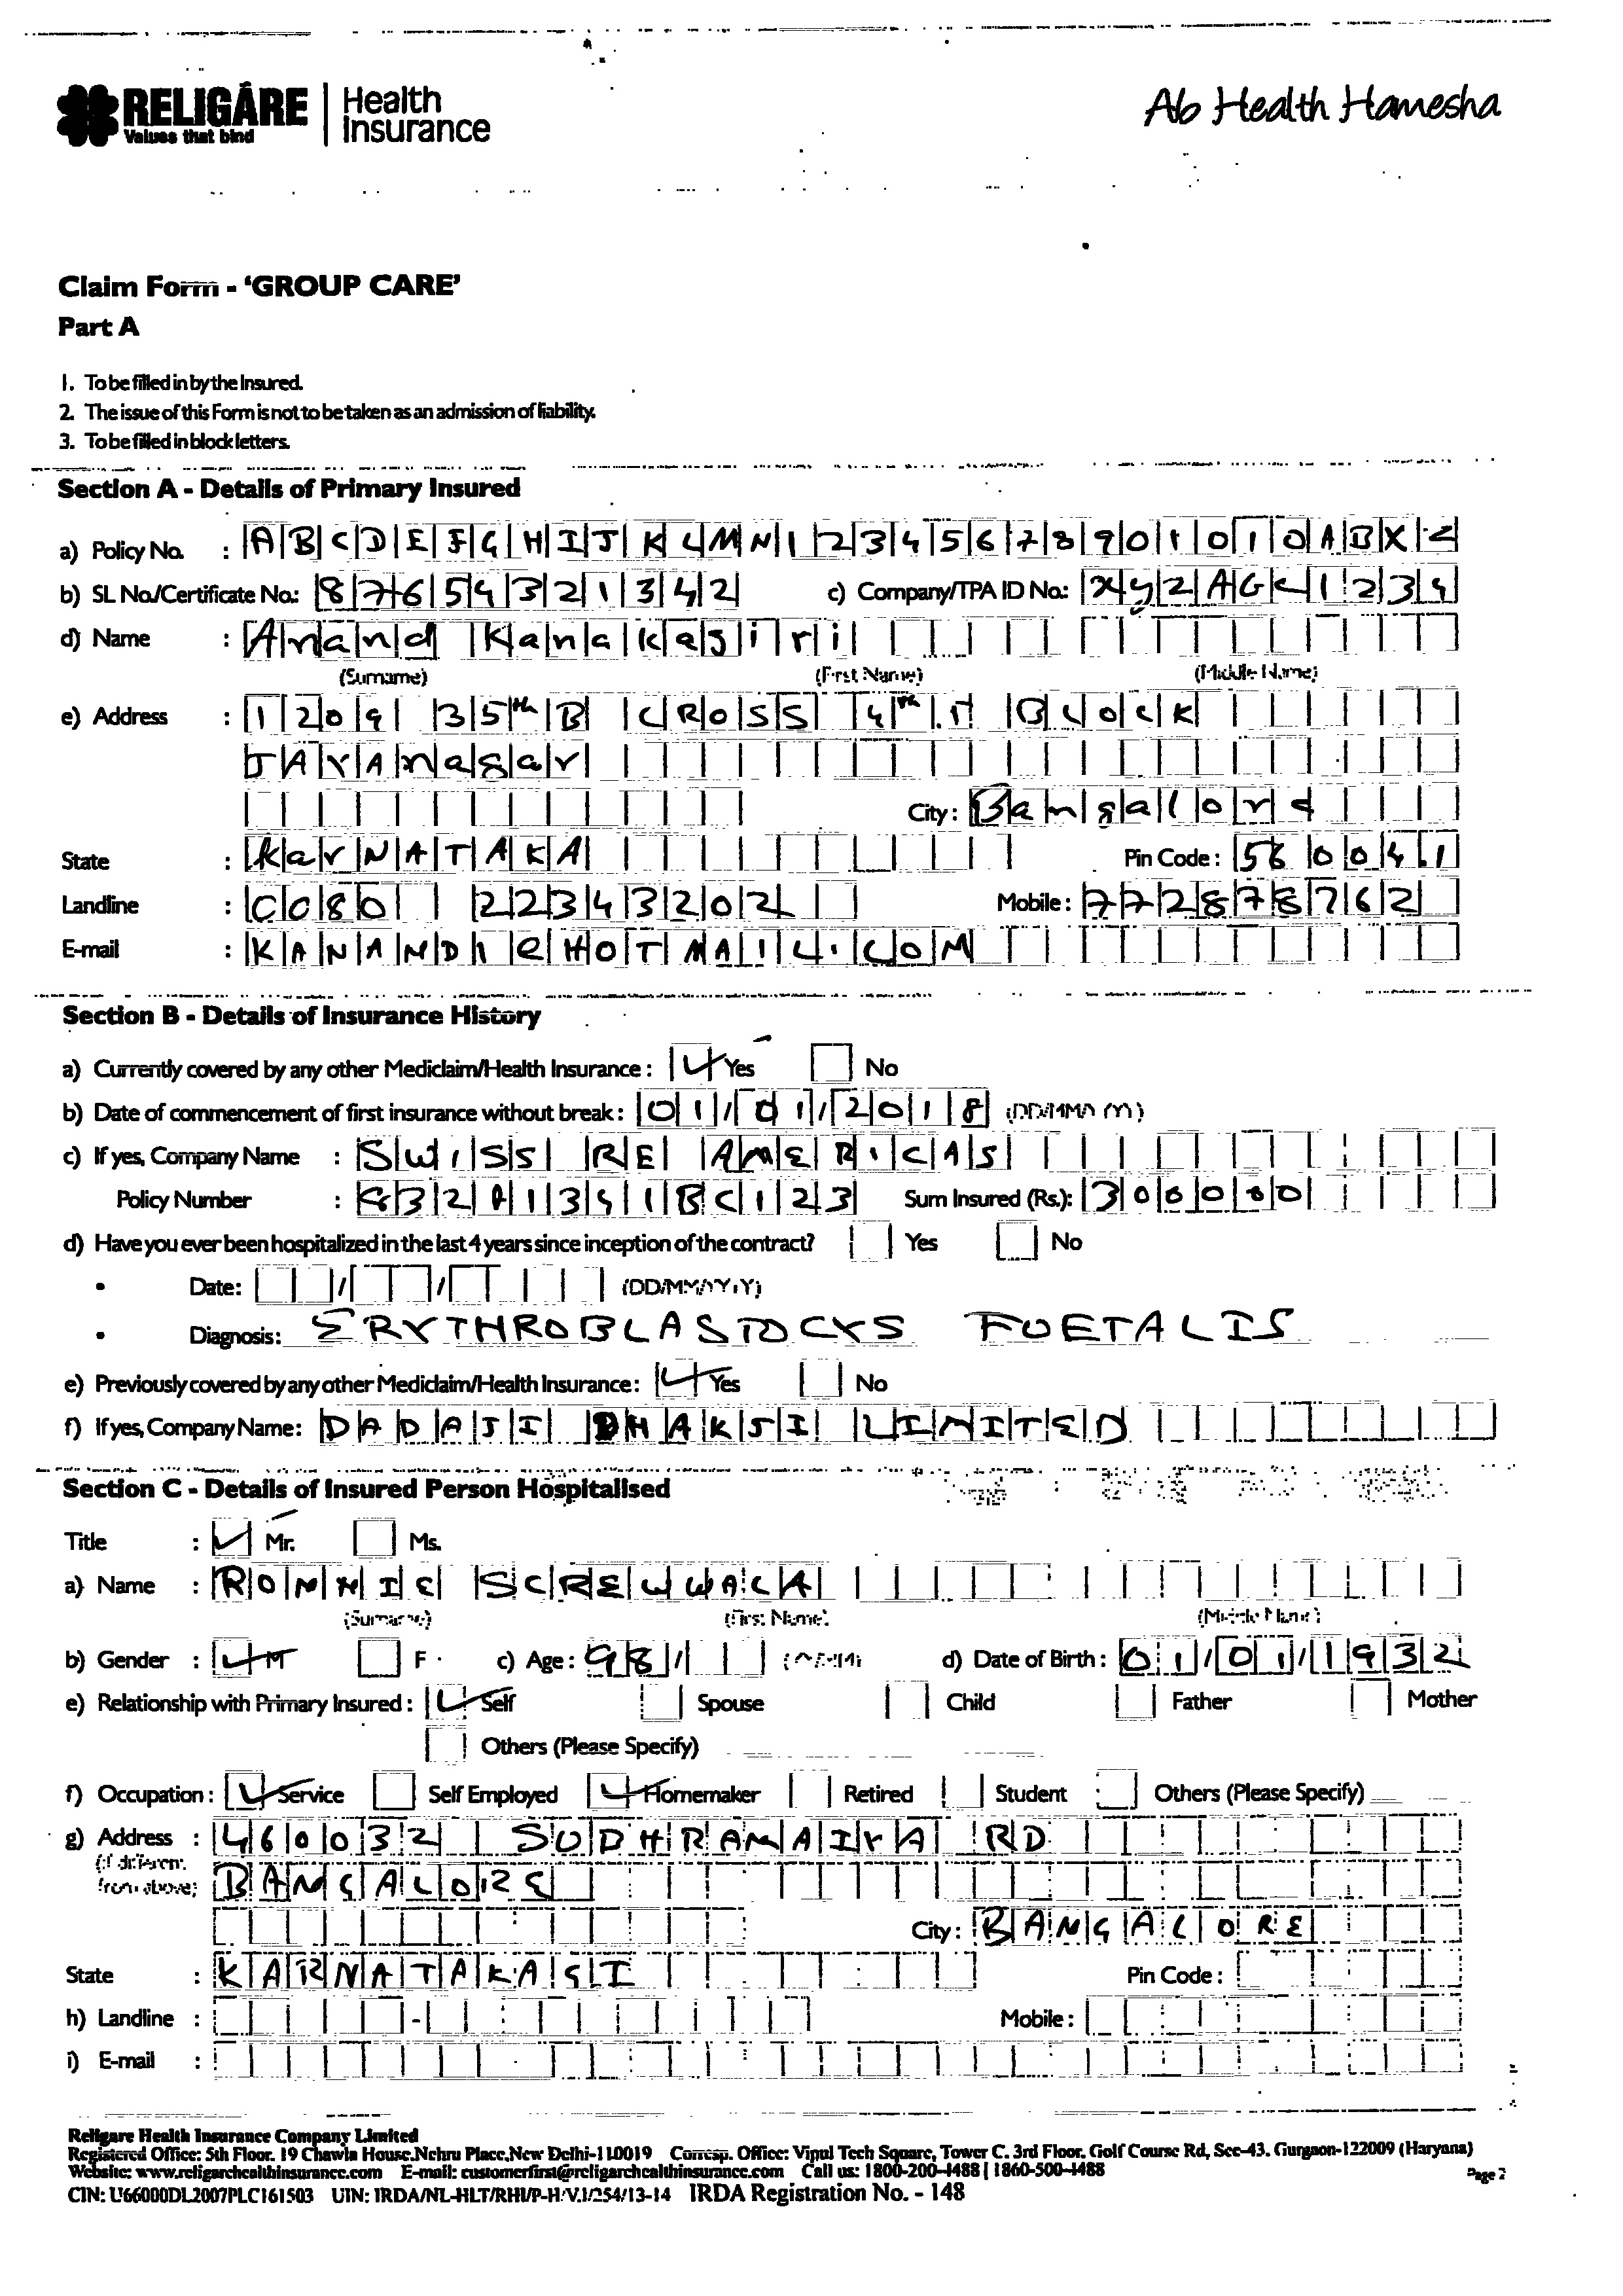 RELIGARE Health
Values that bind Insurance
Ab Health Hamesha
Claim Form - 'GROUP CARE'
Part A
1. To be filled in by the Insured.
2. The issue of this Form is not to be taken as an admission of liability.
3. To be filled in block letters.
Section A - Details of Primary Insured
a) Policy No. : ABCDEFGHIJKLMN12345678901010ABX
b) SL No./Certificate No.: 87654321342 c) Company/TPA ID No.: XYZAGK1234
d) Name : Anand Kanakagiri
(Surname) (First Name) (Middle Name)
e) Address : 1209 35th B CROSS 4th T BLOCK
JAYAnagar
City : Bangalore
State : KarNATAKA Pin Code : 560041
Landline : 0080 22343202 Mobile : 772878762
E-mail : KANAND1@HOTMAIL.COM
Section B - Details of Insurance History
a) Currently covered by any other Mediclaim/Health Insurance : Yes No
b) Date of commencement of first insurance without break : 01/01/2018 (DD/MM/YY)
c) If yes, Company Name : SWISS RE AMERICAS
Policy Number : 832A1341BC123 Sum Insured (Rs.): 300000
d) Have you ever been hospitalized in the last 4 years since inception of the contract? Yes No
• Date: / / (DD/MM/YY)
• Diagnosis: ERYTHROBLASTOCYS FOETALIS
e) Previously covered by any other Mediclaim/Health Insurance : Yes No
f) If yes, Company Name : DADAJI DHAKSI LIMITED
Section C - Details of Insured Person Hospitalised
Title : Mr. Ms.
a) Name : RONNIE SCREWWALA
(Surname) (First Name) (Middle Name)
b) Gender : M F c) Age : 98/ d) Date of Birth : 01/01/1932
e) Relationship with Primary Insured : Self Spouse Child Father Mother
Others (Please Specify)
f) Occupation : Service Self Employed Homemaker Retired Student Others (Please Specify)
g) Address : 460032 SUDHRAMAIYA RD
(if different from above) BANGALORE
City : BANGALORE
State : KARNATAKAGI Pin Code :
h) Landline : - Mobile :
i) E-mail :
Religare Health Insurance Company Limited
Registered Office: 5th Floor, 19 Chawla House, Nehru Place, New Delhi-110019 Corresp. Office: Vipul Tech Square, Tower C, 3rd Floor, Golf Course Rd, Sec-43, Gurgaon-122009 (Haryana)
Website: www.religarehealthinsurance.com E-mail: customerfirst@religarehealthinsurance.com Call us: 1800-200-4488 | 1860-500-4488
Page 2
CIN: U66000DL2007PLC161503 UIN: IRDA/NL-HLT/RHI/P-H/V.I/254/13-14 IRDA Registration No. - 148